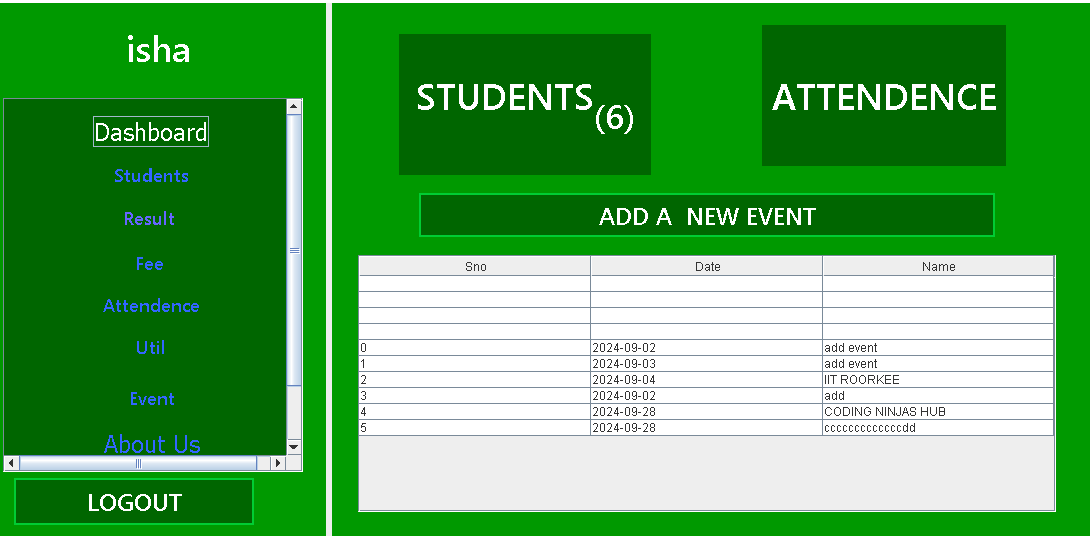 isha
Dashboard
Students
Result
Fee
Attendence
Util
Event
About Us
LOGOUT
STUDENTS (6)
ATTENDENCE
ADD A  NEW EVENT
Sno Date Name
0 2024-09-02 add event
1 2024-09-03 add event
2 2024-09-04 IIT ROORKEE
3 2024-09-02 add
4 2024-09-28 CODING NINJAS HUB
5 2024-09-28 cccccccccccccdd